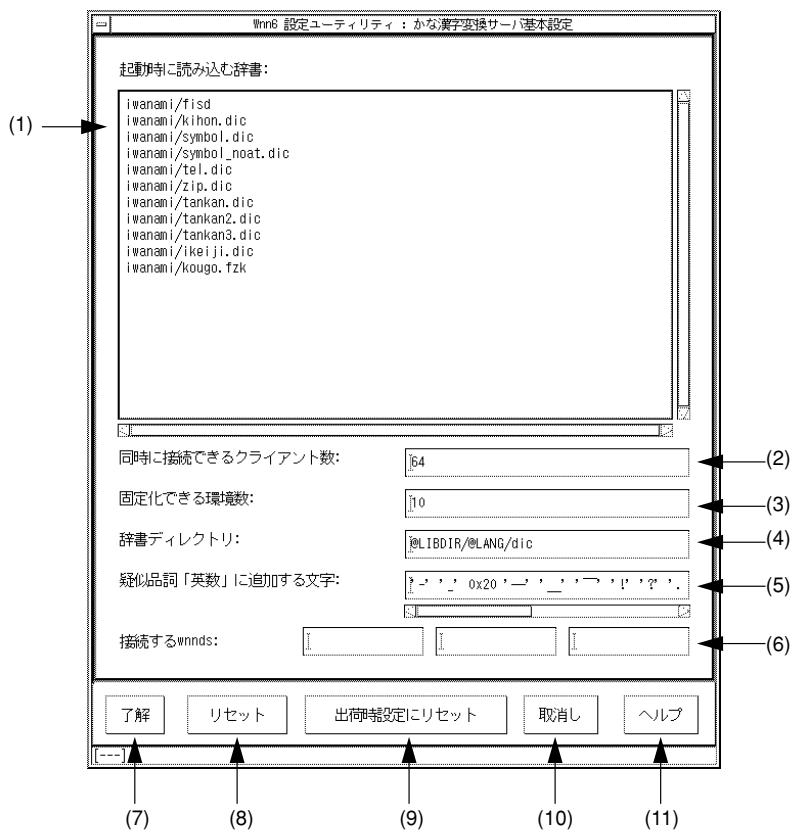 Wnn6 設定ユーティリティ : かな漢字変換サーバ基本設定
起動時に読み込む辞書:
(1)
iwanami/fisd
iwanami/kihon.dic
iwanami/symbol.dic
iwanami/symbol_noat.dic
iwanami/tel.dic
iwanami/zip.dic
iwanami/tankan.dic
iwanami/tankan2.dic
iwanami/tankan3.dic
iwanami/ikeiji.dic
iwanami/kougo.fzk
同時に接続できるクライアント数: 64 (2)
固定化できる環境数: 10 (3)
辞書ディレクトリ: @LIBDIR/@LANG/dic (4)
疑似品詞「英数」に追加する文字: '-' '_' 0x20 '―' '＿' '￣' '!' '?' '. (5)
接続するwnnds: (6)
了解 リセット 出荷時設定にリセット 取消し ヘルプ
[---]
(7) (8) (9) (10) (11)